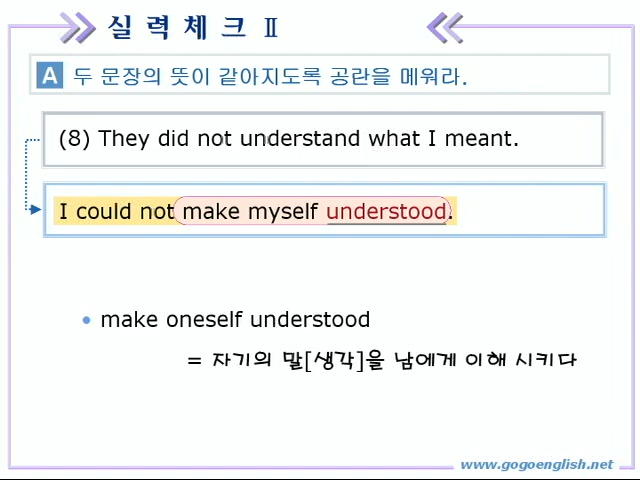 실 력 체 크 Ⅱ
A 두 문장의 뜻이 같아지도록 공란을 메워라.
(8) They did not understand what I meant.
I could not make myself understood.
• make oneself understood
= 자기의 말[생각]을 남에게 이해 시키다
www.gogoenglish.net